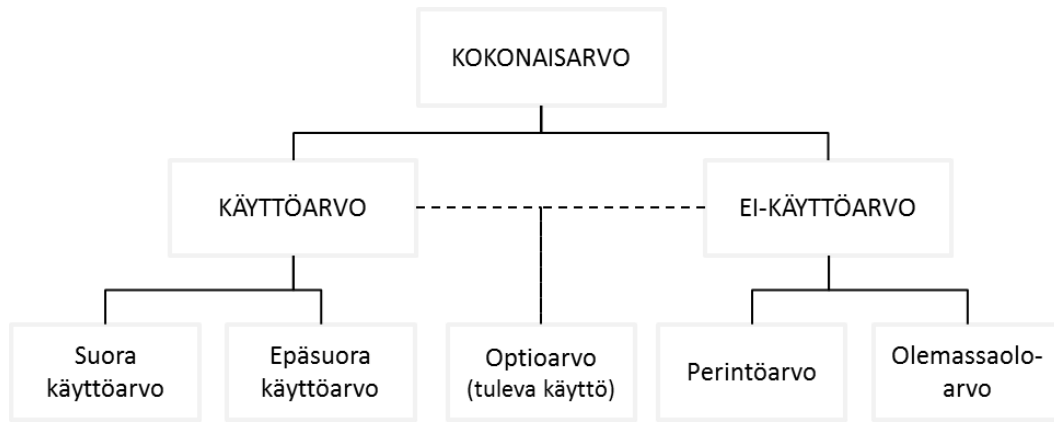 KOKONAISARVO
KÄYTTÖARVO
EI-KÄYTTÖARVO
Suora
käyttöarvo
Epäsuora
käyttöarvo
Optioarvo
(tuleva käyttö)
Perintöarvo
Olemassaolo-
arvo